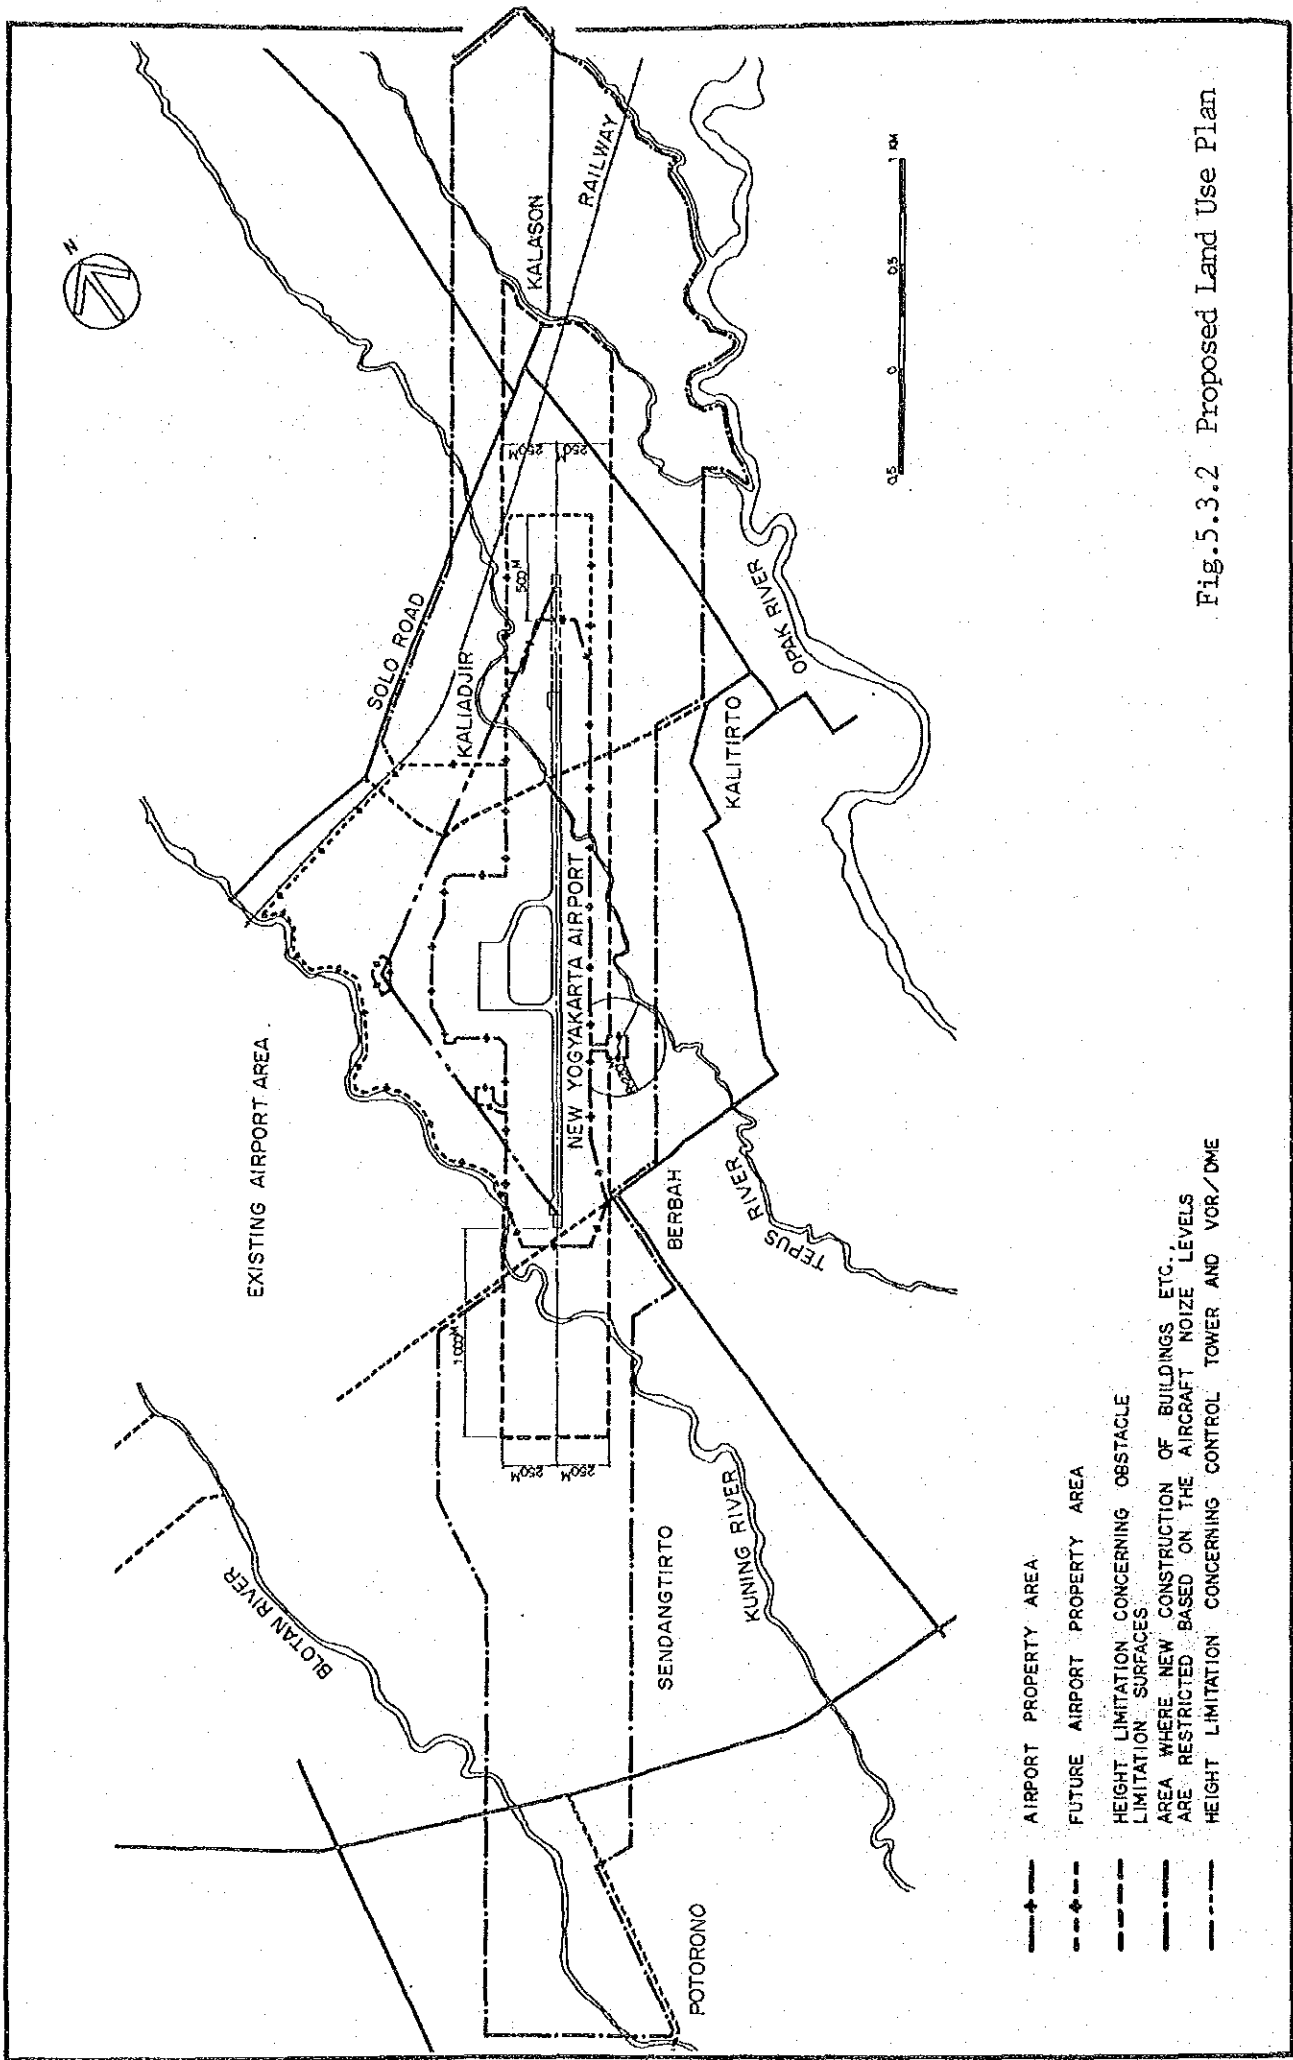 N
EXISTING AIRPORT AREA
BLOTAN RIVER
SOLO ROAD
KALIADJIR
KALASON
RAILWAY
1,000M
250M
250M
500M
250M
250M
NEW YOGYAKARTA AIRPORT
POTORONO
SENDANGTIRTO
KUNING RIVER
BERBAH
TEPUS RIVER
KALITIRTO
OPAK RIVER
0.5 0 0.5 1 KM
AIRPORT PROPERTY AREA
FUTURE AIRPORT PROPERTY AREA
HEIGHT LIMITATION CONCERNING OBSTACLE
LIMITATION SURFACES
AREA WHERE NEW CONSTRUCTION OF BUILDINGS ETC.,
ARE RESTRICTED BASED ON THE AIRCRAFT NOIZE LEVELS
HEIGHT LIMITATION CONCERNING CONTROL TOWER AND VOR/DME
Fig.5.3.2 Proposed Land Use Plan